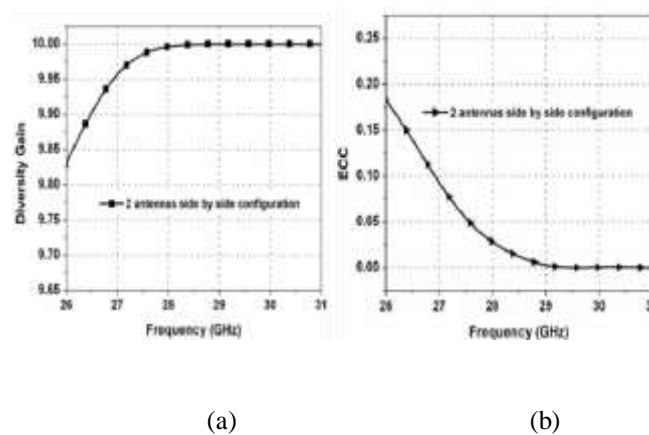 10.00
9.95
9.90
9.85
9.80
9.75
9.70
9.65
Diversity Gain
2 antennas side by side configuration
26 27 28 29 30 31
Frequency (GHz)
0.25
0.20
0.15
0.10
0.05
0.00
ECC
2 antennas side by side configuration
26 27 28 29 30
Frequency (GHz)
(a)
(b)